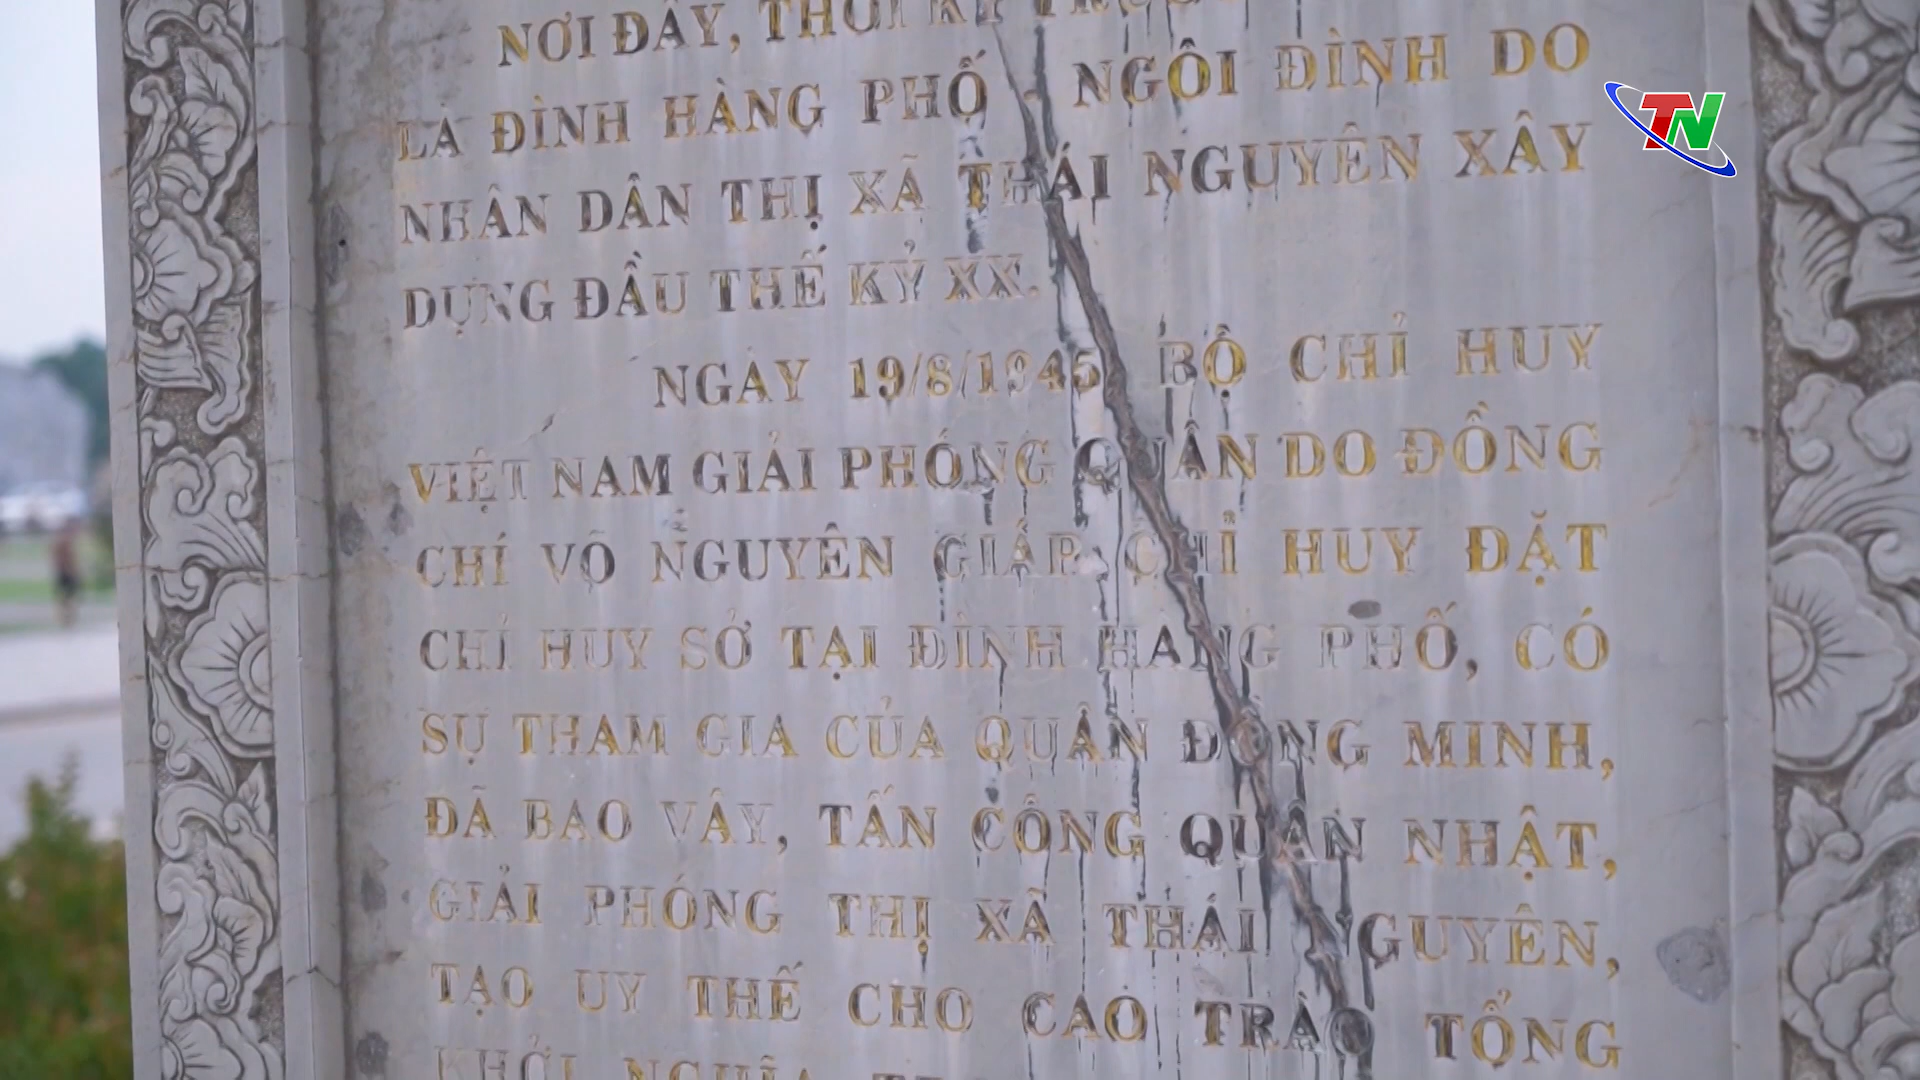 NƠI ĐÂY, THỜI KỲ
TN
LÀ ĐÌNH HÀNG PHỐ - NGÔI ĐÌNH DO
NHÂN DÂN THỊ XÃ THÁI NGUYÊN XÂY
DỰNG ĐẦU THẾ KỶ XX.
NGÀY 19/8/1945 BỘ CHỈ HUY
VIỆT NAM GIẢI PHÓNG QUÂN DO ĐỒNG
CHÍ VÕ NGUYÊN GIÁP CHỈ HUY ĐẶT
CHỈ HUY SỞ TẠI ĐÌNH HÀNG PHỐ, CÓ
SỰ THAM GIA CỦA QUÂN ĐỒNG MINH,
ĐÃ BAO VÂY, TẤN CÔNG QUÂN NHẬT,
GIẢI PHÓNG THỊ XÃ THÁI NGUYÊN,
TẠO UY THẾ CHO CAO TRÀO TỔNG
KHỞI NGHĨA